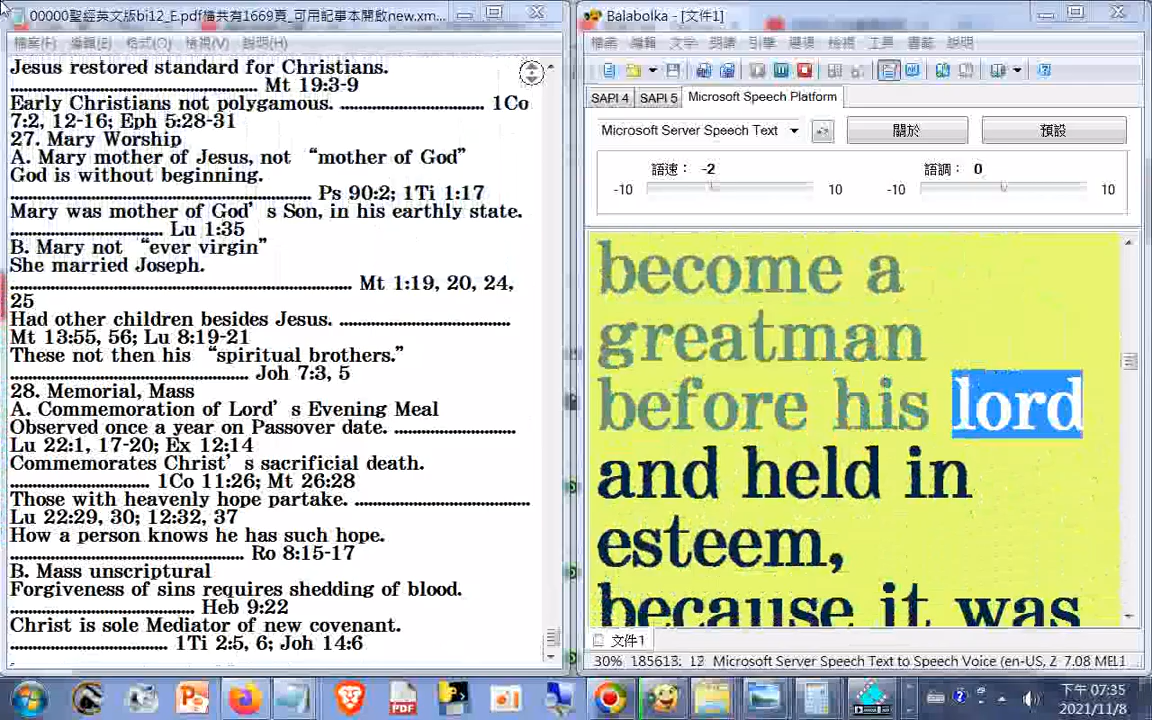 00000聖經英文版bi12_E.pdf檔共有1669頁_可用記事本開啟new.xm...
檔案(F) 編輯(E) 格式(O) 檢視(V) 說明(H)
Jesus restored standard for Christians.
Mt 19:3-9
Early Christians not polygamous. 1Co
7:2, 12-16; Eph 5:28-31
27. Mary Worship
A. Mary mother of Jesus, not “mother of God”
God is without beginning.
Ps 90:2; 1Ti 1:17
Mary was mother of God’s Son, in his earthly state.
Lu 1:35
B. Mary not “ever virgin”
She married Joseph.
Mt 1:19, 20, 24,
25
Had other children besides Jesus.
Mt 13:55, 56; Lu 8:19-21
These not then his “spiritual brothers.”
Joh 7:3, 5
28. Memorial, Mass
A. Commemoration of Lord’s Evening Meal
Observed once a year on Passover date.
Lu 22:1, 17-20; Ex 12:14
Commemorates Christ’s sacrificial death.
1Co 11:26; Mt 26:28
Those with heavenly hope partake.
Lu 22:29, 30; 12:32, 37
How a person knows he has such hope.
Ro 8:15-17
B. Mass unscriptural
Forgiveness of sins requires shedding of blood.
Heb 9:22
Christ is sole Mediator of new covenant.
1Ti 2:5, 6; Joh 14:6
Balabolka - [文件1]
檔案 編輯 文字 朗讀 引擎 選項 檢視 工具 書籤 說明
SAPI 4 SAPI 5 Microsoft Speech Platform
Microsoft Server Speech Text 關於 預設
語速： -2 語調： 0
-10 10 -10 10
become a
greatman
before his lord
and held in
esteem,
because it was
文件1
30% 185613: 12 Microsoft Server Speech Text to Speech Voice (en-US, Z 7.08 ME
PDF
下午 07:35
2021/11/8